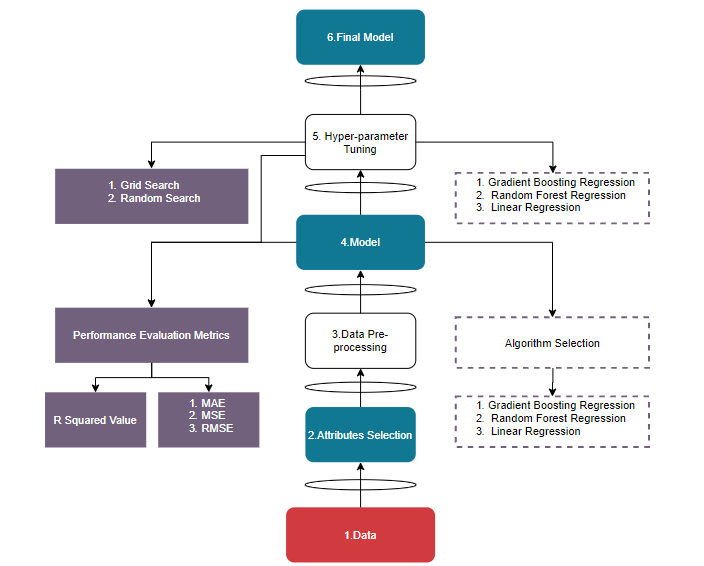 6.Final Model
5. Hyper-parameter
Tuning
1. Grid Search
2. Random Search
1. Gradient Boosting Regression
2. Random Forest Regression
3. Linear Regression
4.Model
Performance Evaluation Metrics
3.Data Pre-
processing
Algorithm Selection
R Squared Value
1. MAE
2. MSE
3. RMSE
2.Attributes Selection
1. Gradient Boosting Regression
2. Random Forest Regression
3. Linear Regression
1.Data